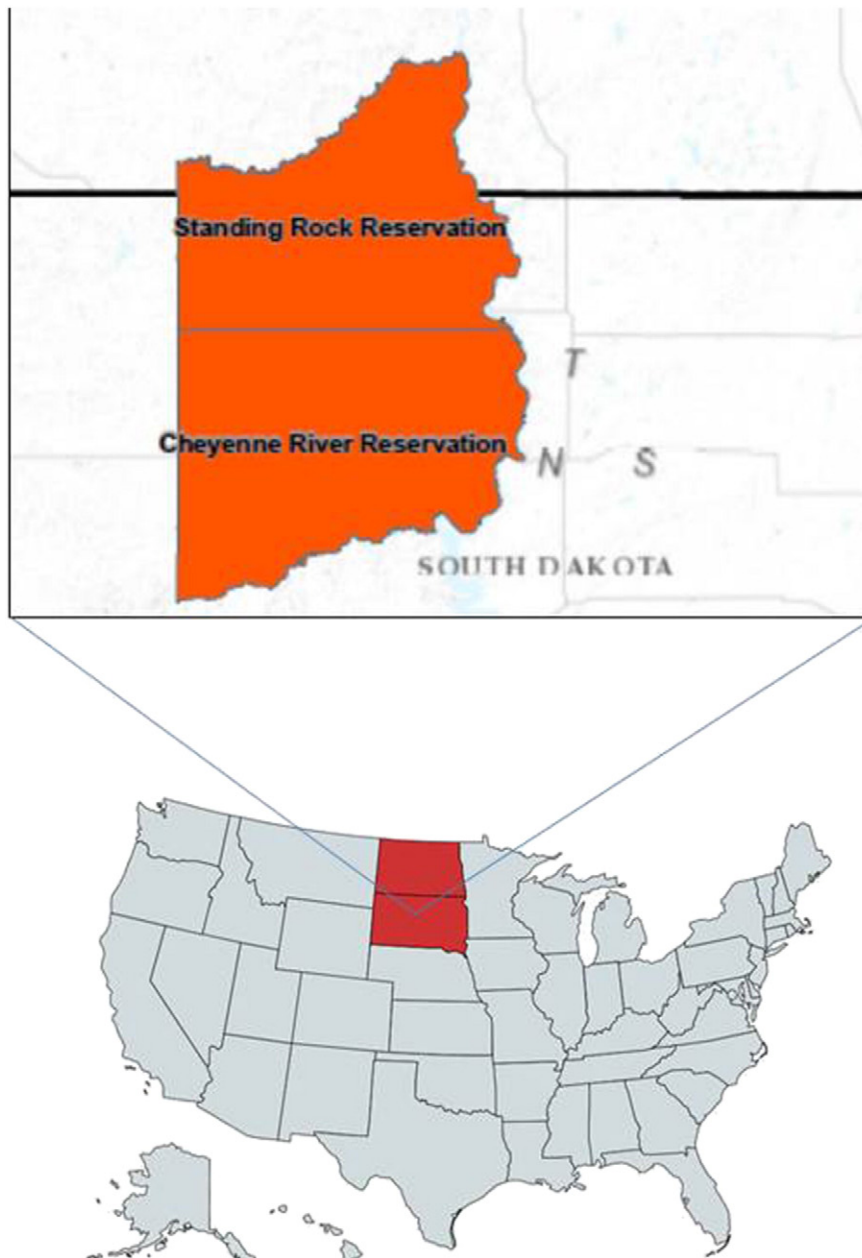 Standing Rock Reservation
T
Cheyenne River Reservation
N S
SOUTH DAKOTA